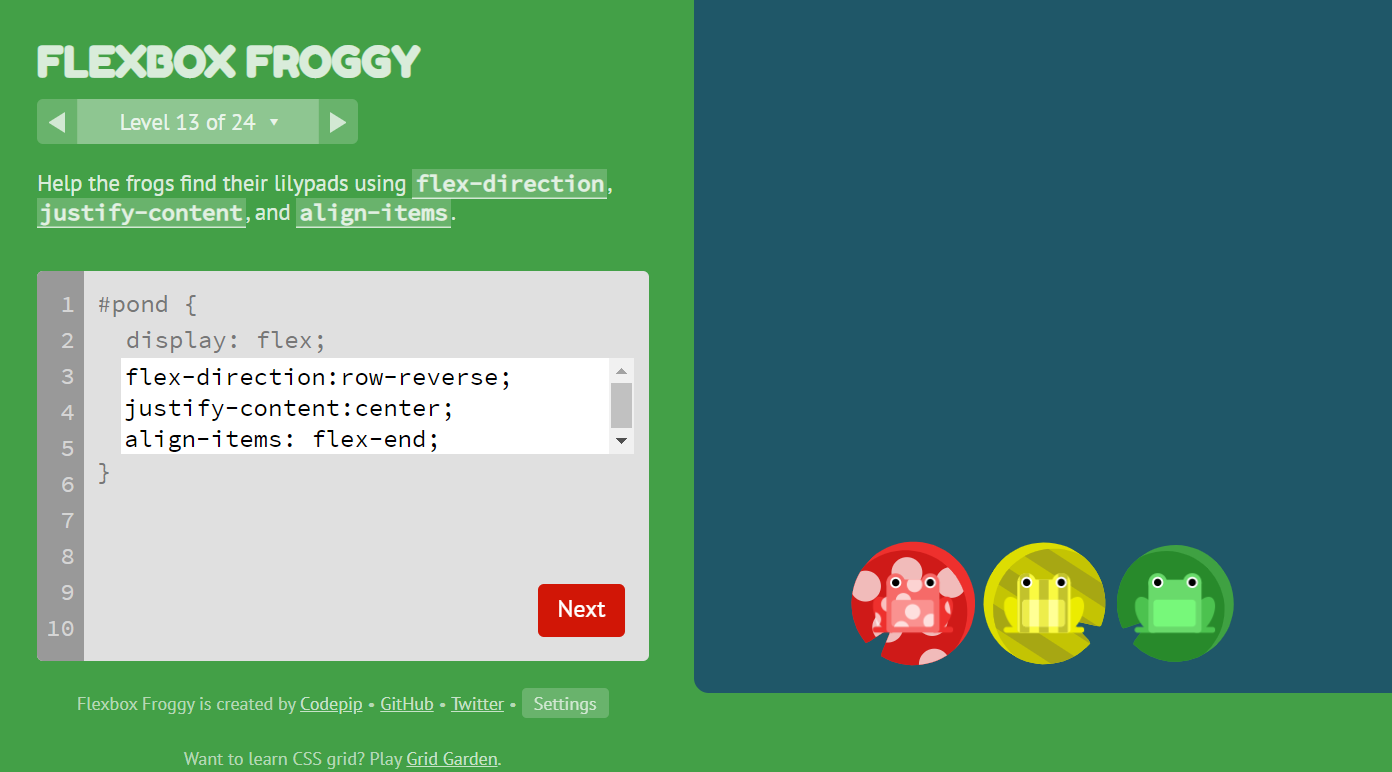 FLEXBOX FROGGY
Level 13 of 24
Help the frogs find their lilypads using flex-direction,
justify-content, and align-items.
1 #pond {
2 display: flex;
3 flex-direction:row-reverse;
4 justify-content:center;
5 align-items: flex-end;
6 }
7
8
9
10
Next
Flexbox Froggy is created by Codepip • GitHub • Twitter • Settings
Want to learn CSS grid? Play Grid Garden.